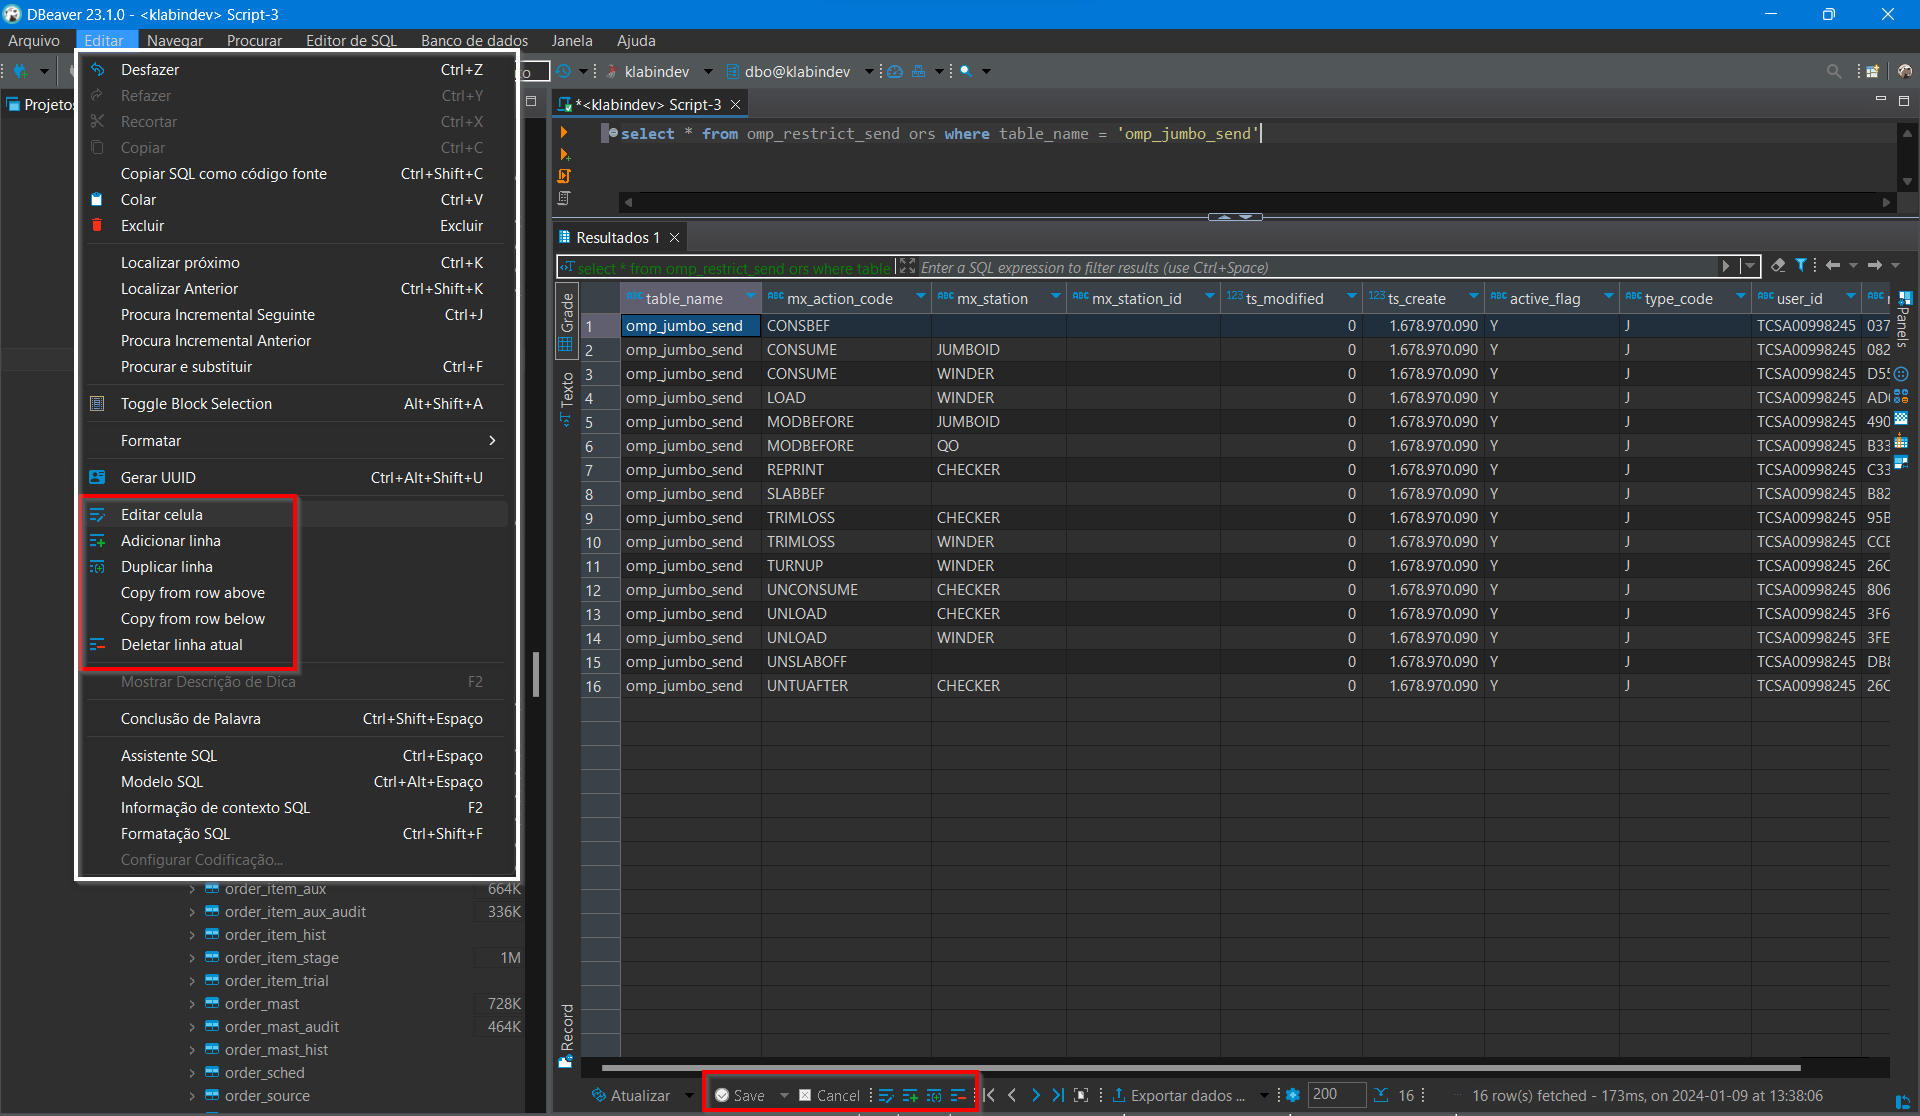 DBeaver 23.1.0 - <klabindev> Script-3
Arquivo Editar Navegar Procurar Editor de SQL Banco de dados Janela Ajuda
klabindev dbo@klabindev
Projetos
Desfazer Ctrl+Z
Refazer Ctrl+Y
Recortar Ctrl+X
Copiar Ctrl+C
Copiar SQL como código fonte Ctrl+Shift+C
Colar Ctrl+V
Excluir Excluir
Localizar próximo Ctrl+K
Localizar Anterior Ctrl+Shift+K
Procura Incremental Seguinte Ctrl+J
Procura Incremental Anterior
Procurar e substituir Ctrl+F
Toggle Block Selection Alt+Shift+A
Formatar
Gerar UUID Ctrl+Alt+Shift+U
Editar celula
Adicionar linha
Duplicar linha
Copy from row above
Copy from row below
Deletar linha atual
Mostrar Descrição de Dica F2
Conclusão de Palavra Ctrl+Shift+Espaço
Assistente SQL Ctrl+Espaço
Modelo SQL Ctrl+Alt+Espaço
Informação de contexto SQL F2
Formatação SQL Ctrl+Shift+F
Configurar Codificação...
order_item_aux 664K
order_item_aux_audit 336K
order_item_hist
order_item_stage 1M
order_item_trial
order_mast 728K
order_mast_audit 464K
order_mast_hist
order_sched
order_source
*<klabindev> Script-3
select * from omp_restrict_send ors where table_name = 'omp_jumbo_send'
Resultados 1
select * from omp_restrict_send ors where table Enter a SQL expression to filter results (use Ctrl+Space)
Grade
Texto
Record
Panels
ABC table_name ABC mx_action_code ABC mx_station ABC mx_station_id 123 ts_modified 123 ts_create ABC active_flag ABC type_code ABC user_id ABC
1 omp_jumbo_send CONSBEF 0 1.678.970.090 Y J TCSA00998245 037
2 omp_jumbo_send CONSUME JUMBOID 0 1.678.970.090 Y J TCSA00998245 082
3 omp_jumbo_send CONSUME WINDER 0 1.678.970.090 Y J TCSA00998245 D55
4 omp_jumbo_send LOAD WINDER 0 1.678.970.090 Y J TCSA00998245
5 omp_jumbo_send MODBEFORE JUMBOID 0 1.678.970.090 Y J TCSA00998245 490
6 omp_jumbo_send MODBEFORE QO 0 1.678.970.090 Y J TCSA00998245 B33
7 omp_jumbo_send REPRINT CHECKER 0 1.678.970.090 Y J TCSA00998245 C33
8 omp_jumbo_send SLABBEF 0 1.678.970.090 Y J TCSA00998245 B82
9 omp_jumbo_send TRIMLOSS CHECKER 0 1.678.970.090 Y J TCSA00998245 95B
10 omp_jumbo_send TRIMLOSS WINDER 0 1.678.970.090 Y J TCSA00998245
11 omp_jumbo_send TURNUP WINDER 0 1.678.970.090 Y J TCSA00998245 26C
12 omp_jumbo_send UNCONSUME CHECKER 0 1.678.970.090 Y J TCSA00998245 806
13 omp_jumbo_send UNLOAD CHECKER 0 1.678.970.090 Y J TCSA00998245 3F6
14 omp_jumbo_send UNLOAD WINDER 0 1.678.970.090 Y J TCSA00998245 3FE
15 omp_jumbo_send UNSLABOFF 0 1.678.970.090 Y J TCSA00998245
16 omp_jumbo_send UNTUAFTER CHECKER 0 1.678.970.090 Y J TCSA00998245 26C
Atualizar Save Cancel Exportar dados ... 200 16 16 row(s) fetched - 173ms, on 2024-01-09 at 13:38:06